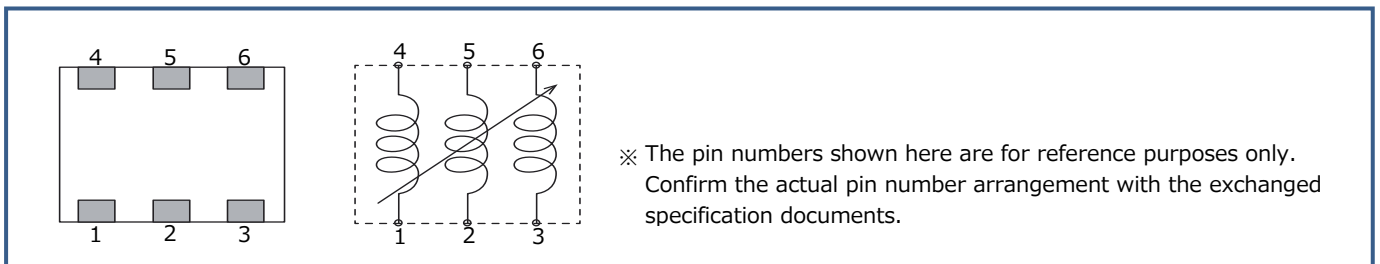 4 5 6
4 5 6
1 2 3
1 2 3
※ The pin numbers shown here are for reference purposes only.
Confirm the actual pin number arrangement with the exchanged
specification documents.